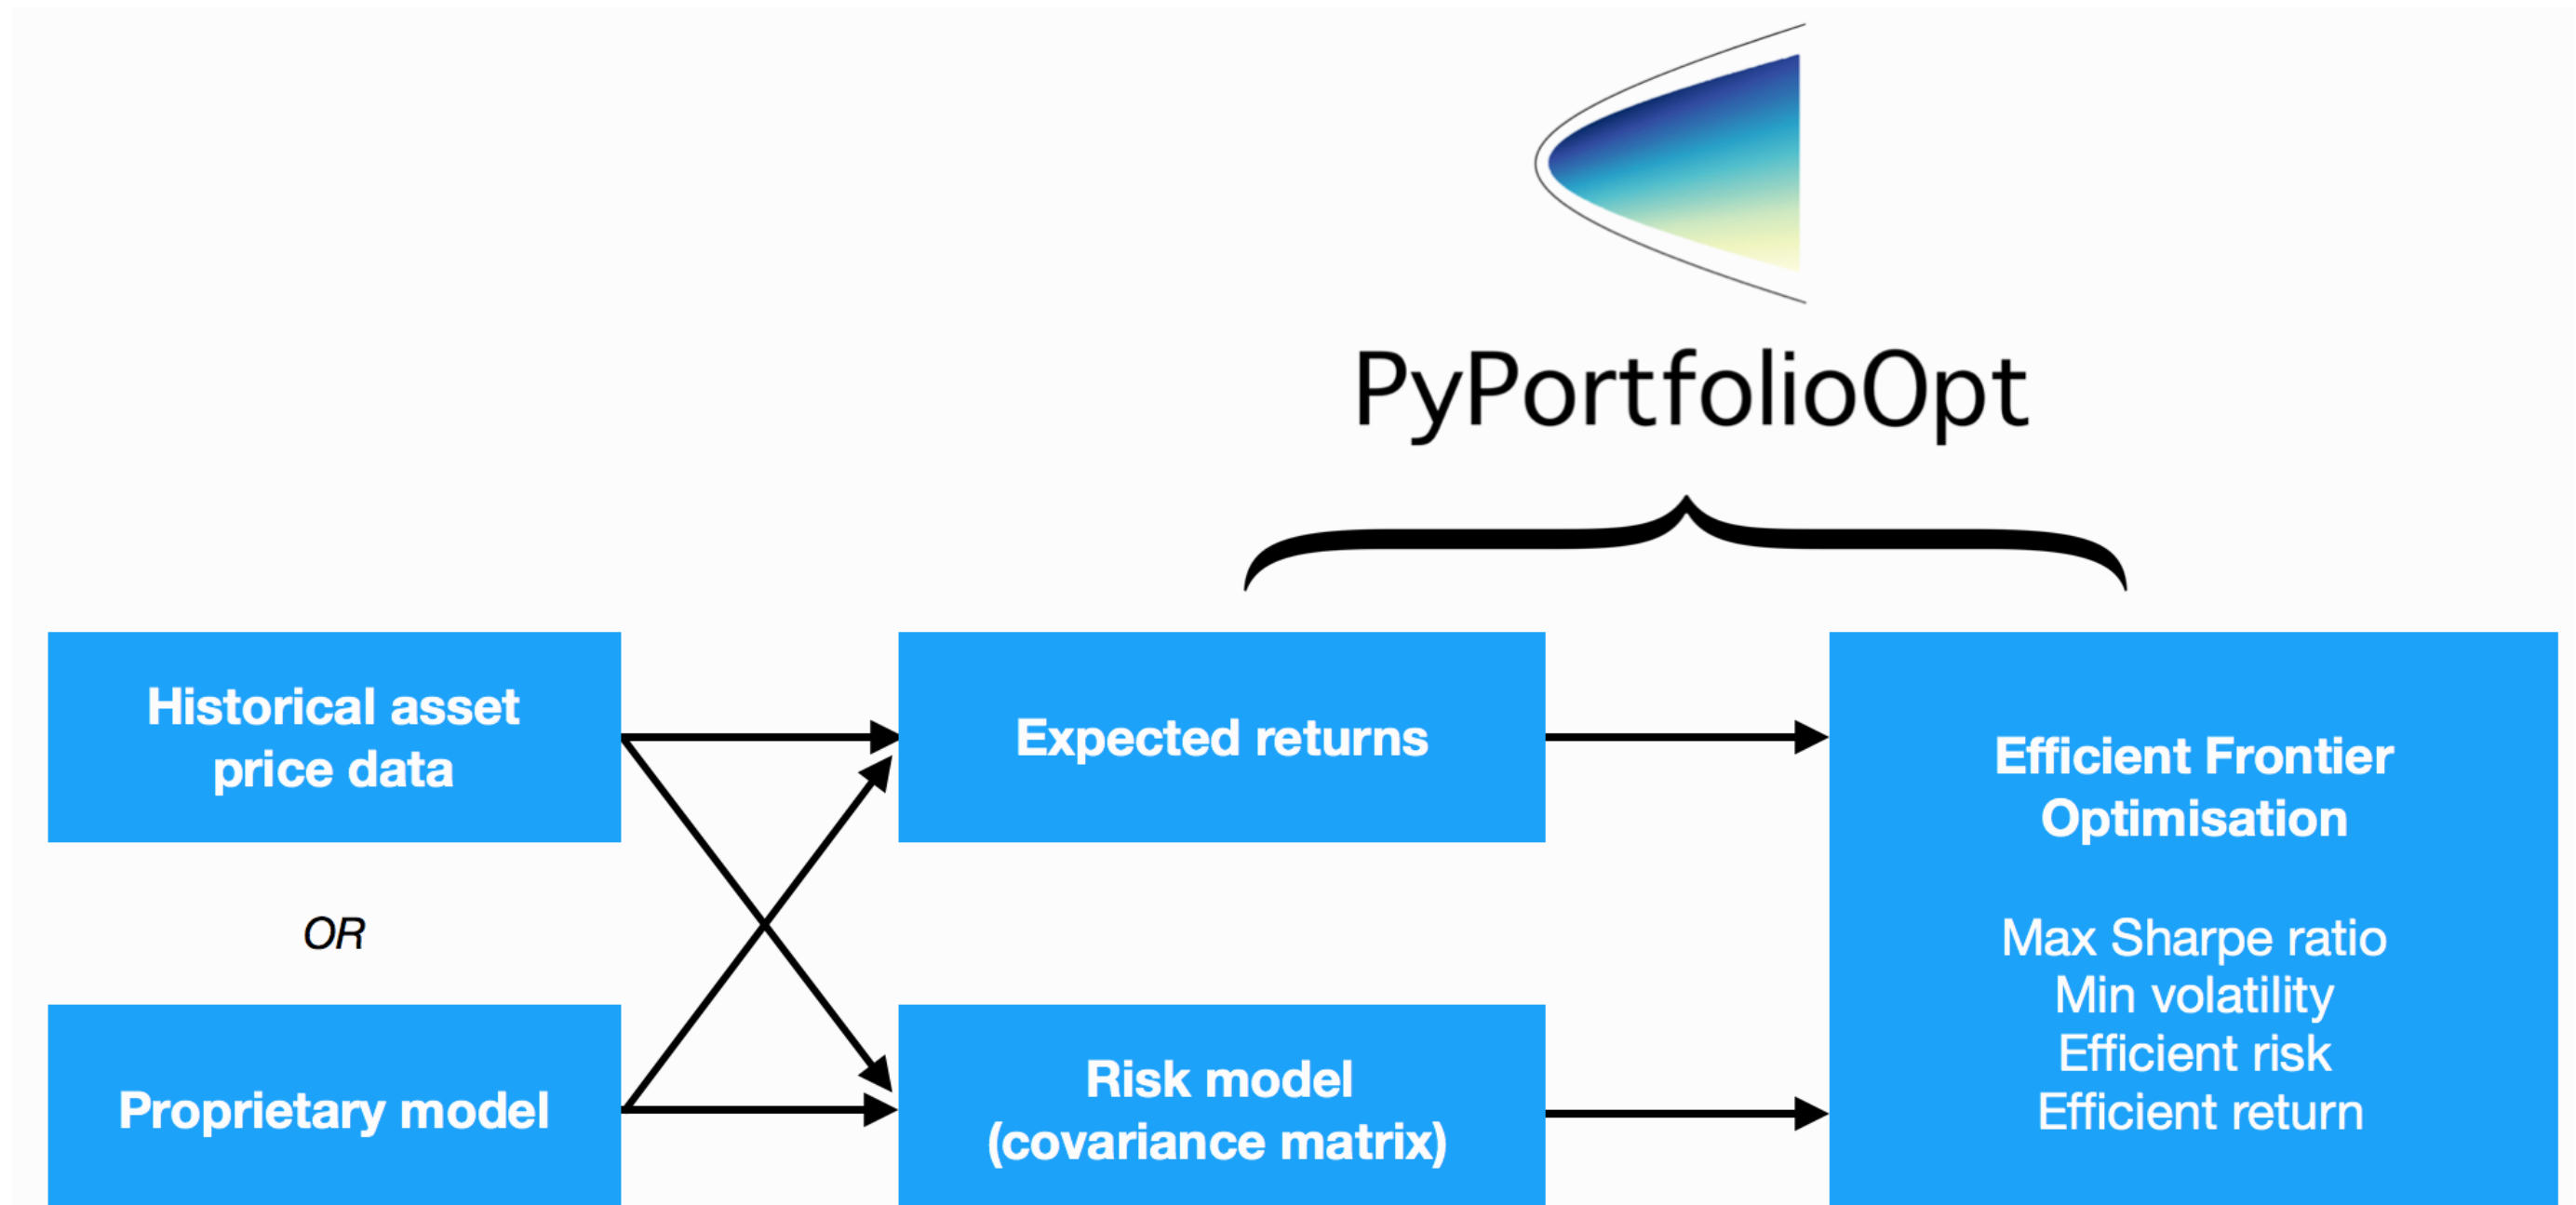 PyPortfolioOpt
Historical asset
price data
OR
Proprietary model
Expected returns
Risk model
(covariance matrix)
Efficient Frontier
Optimisation
Max Sharpe ratio
Min volatility
Efficient risk
Efficient return